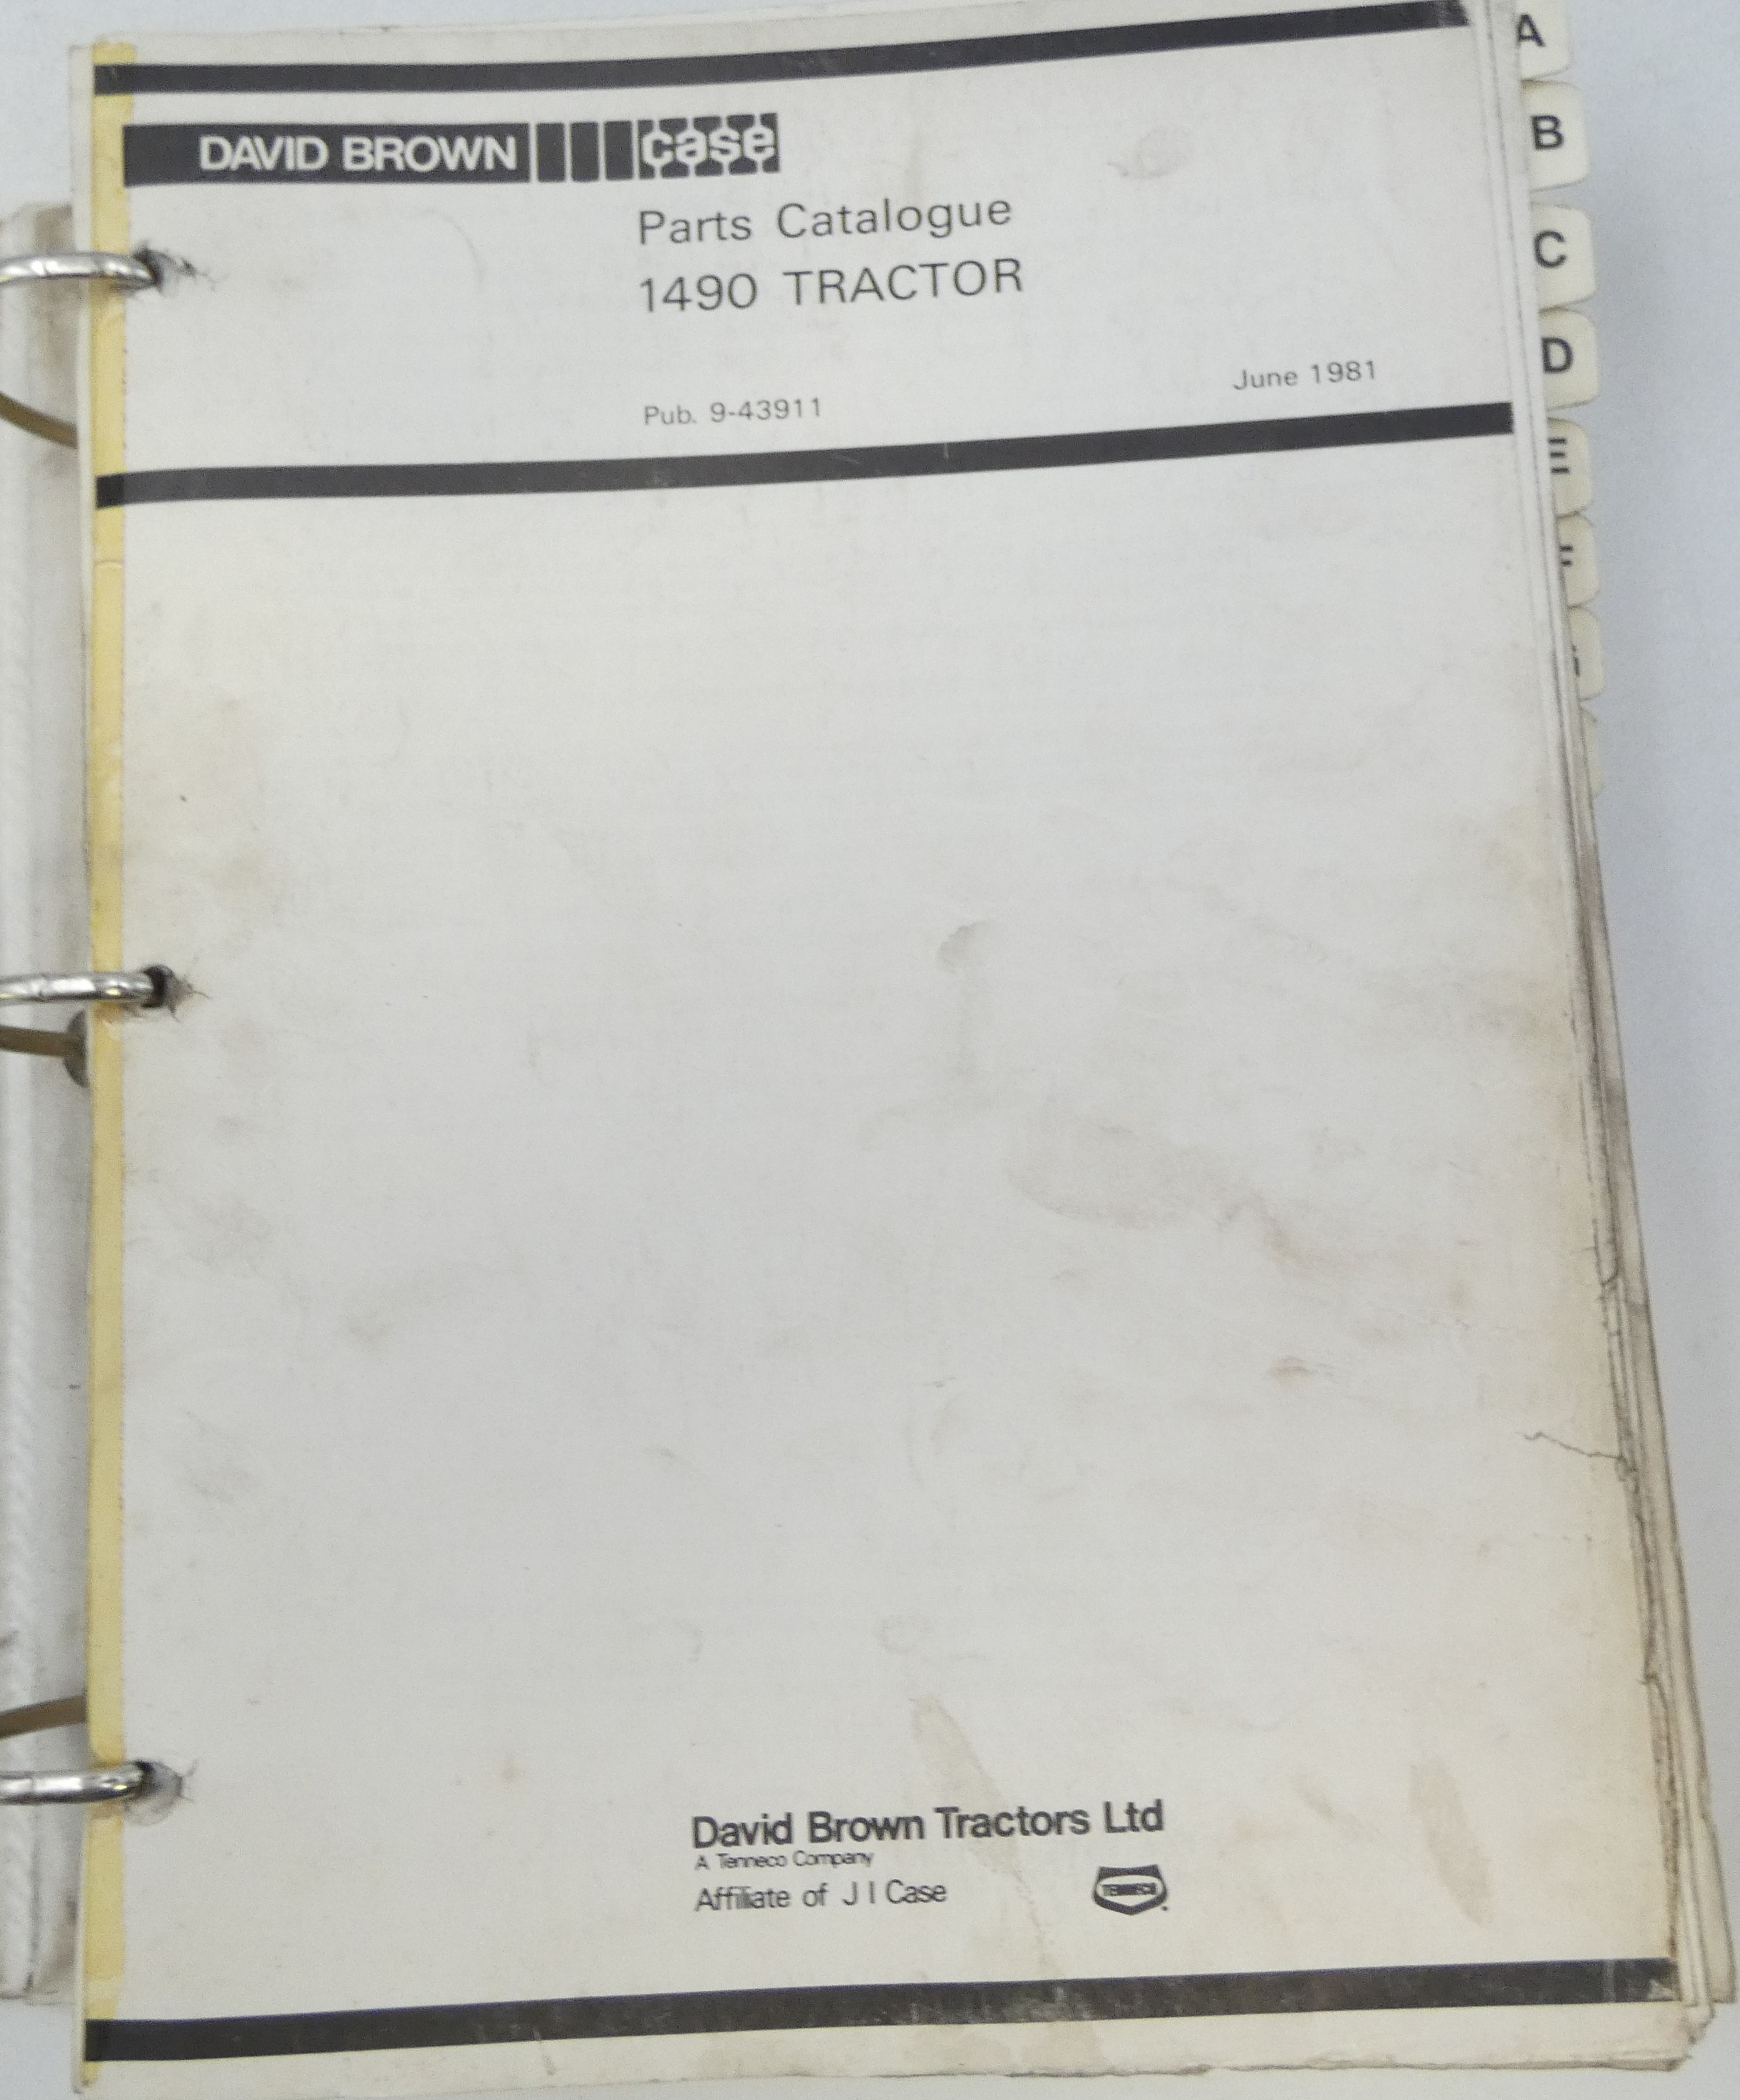 DAVID BROWN case
Parts Catalogue
1490 TRACTOR
Pub. 9-43911
June 1981
David Brown Tractors Ltd
A Tenneco Company
Affiliate of J I Case
TENNECO
A
B
C
D
E
F